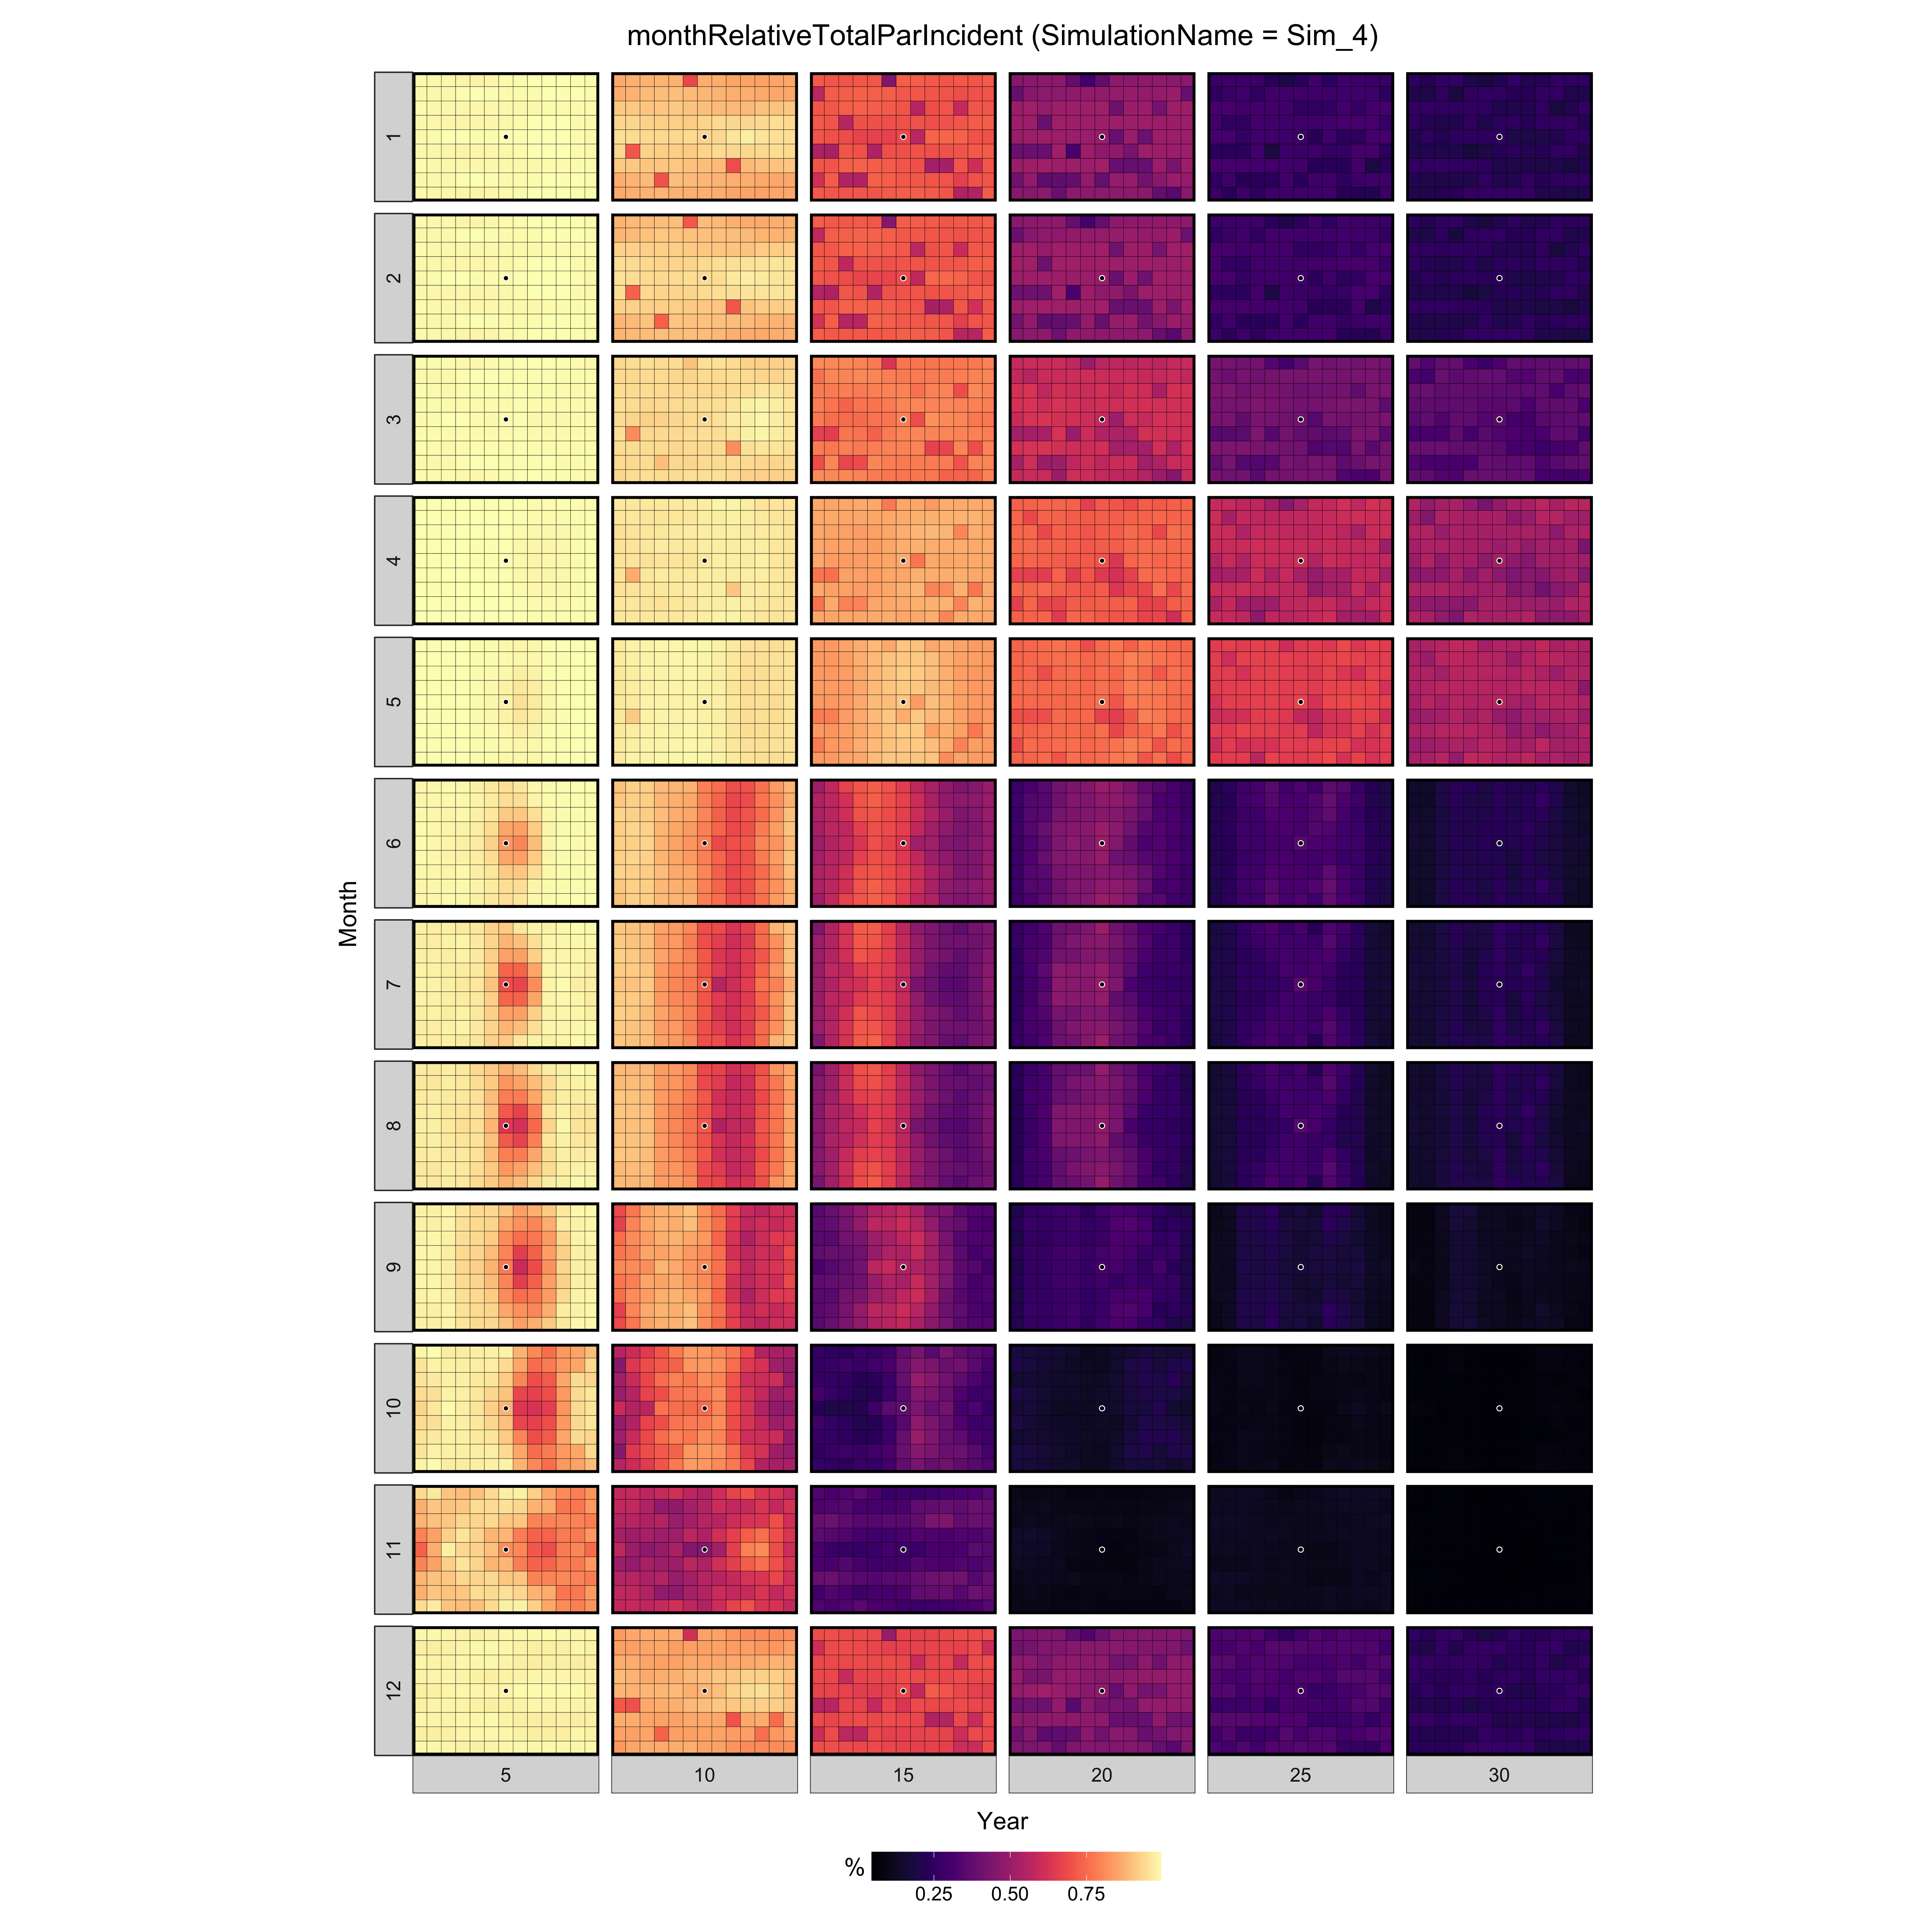 monthRelativeTotalParIncident (SimulationName = Sim_4)
1
2
3
4
5
Month
6
7
8
9
10
11
12
5 10 15 20 25 30
Year
%
0.25 0.50 0.75